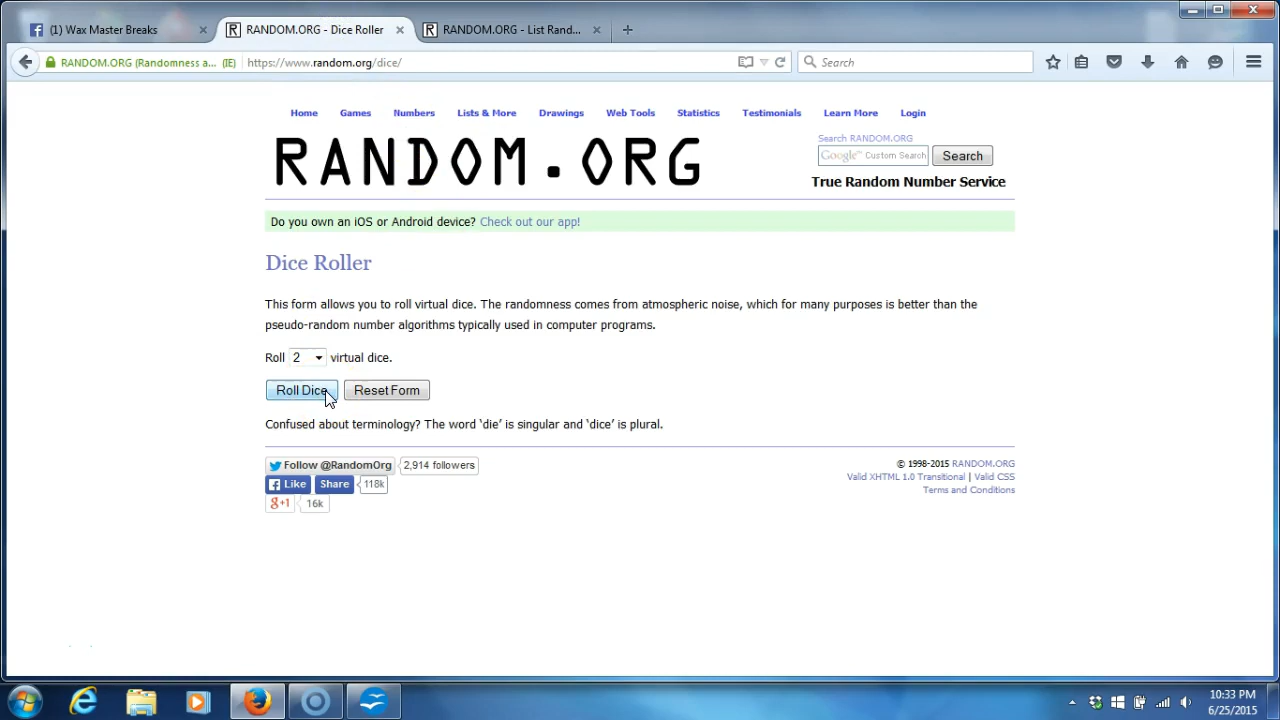 (1) Wax Master Breaks
RANDOM.ORG - Dice Roller
RANDOM.ORG - List Rand...
RANDOM.ORG (Randomness a... (IE)
https://www.random.org/dice/
Search
Home Games Numbers Lists & More Drawings Web Tools Statistics Testimonials Learn More Login
RANDOM.ORG
Search RANDOM.ORG
Google™ Custom Search
Search
True Random Number Service
Do you own an iOS or Android device? Check out our app!
Dice Roller
This form allows you to roll virtual dice. The randomness comes from atmospheric noise, which for many purposes is better than the
pseudo-random number algorithms typically used in computer programs.
Roll 2 virtual dice.
Roll Dice Reset Form
Confused about terminology? The word ‘die’ is singular and ‘dice’ is plural.
Follow @RandomOrg 2,914 followers
Like Share 118k
g+1 16k
© 1998-2015 RANDOM.ORG
Valid XHTML 1.0 Transitional | Valid CSS
Terms and Conditions
10:33 PM
6/25/2015